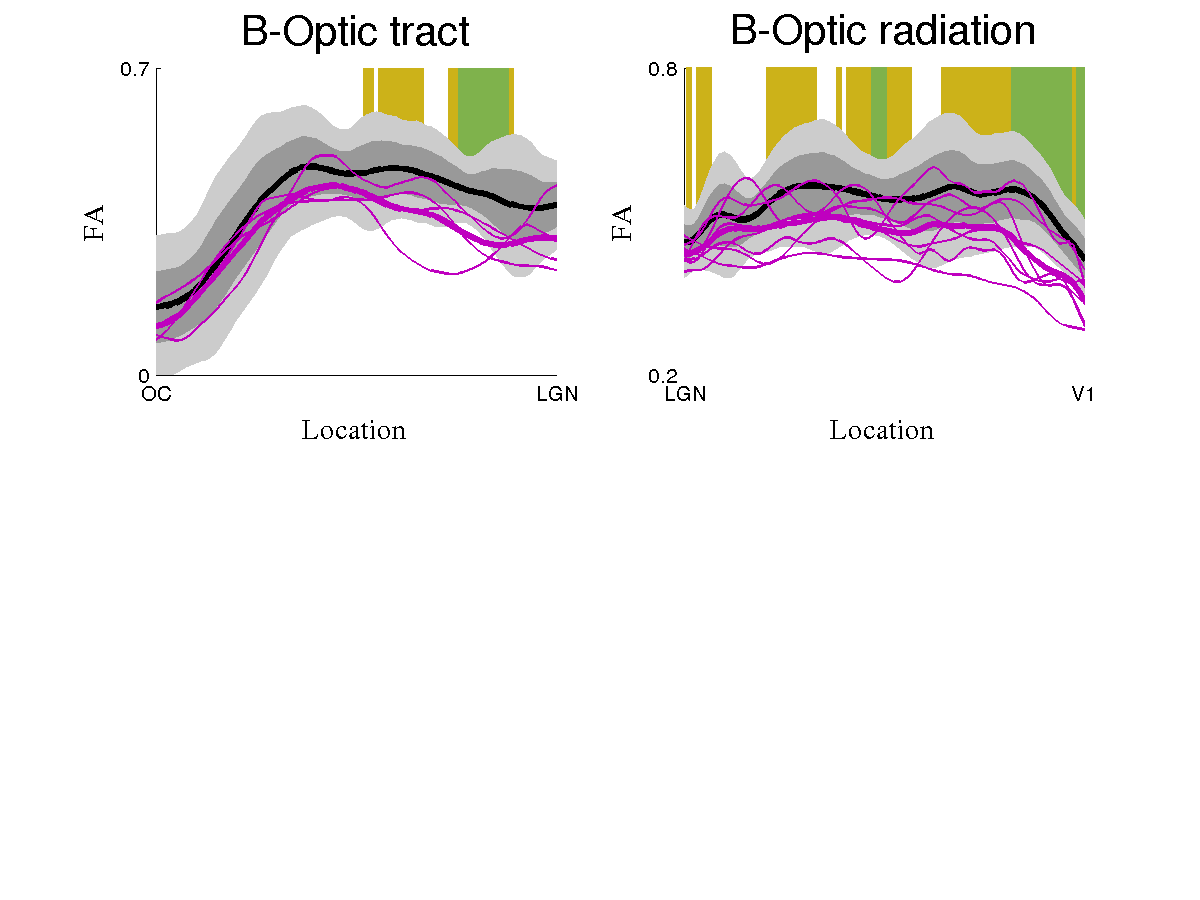 B-Optic tract
0.7
FA
0
OC
LGN
Location
B-Optic radiation
0.8
FA
0.2
LGN
V1
Location